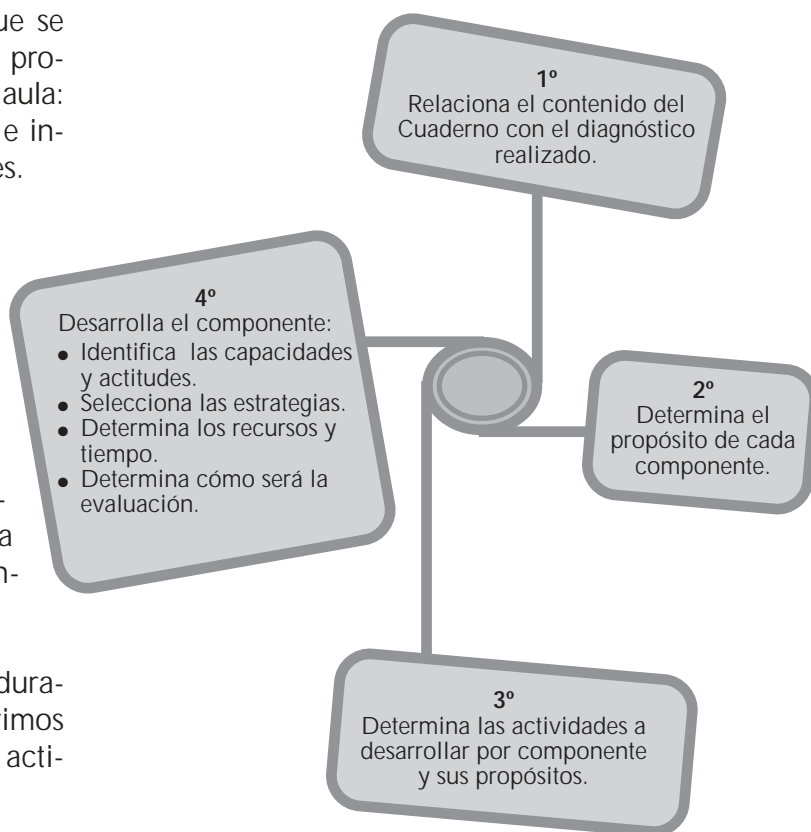 ue se
pro-
aula:
e in-
es.
1º
Relaciona el contenido del
Cuaderno con el diagnóstico
realizado.
4º
Desarrolla el componente:
● Identifica las capacidades
y actitudes.
● Selecciona las estrategias.
● Determina los recursos y
tiempo.
● Determina cómo será la
evaluación.
2º
Determina el
propósito de cada
componente.
-
a
n-
dura-
rimos
acti-
3º
Determina las actividades a
desarrollar por componente
y sus propósitos.